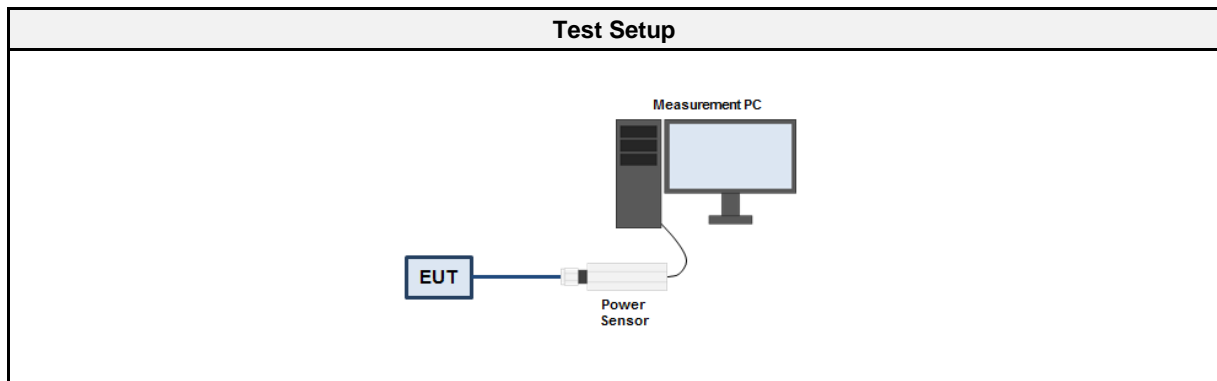 Test Setup
Measurement PC
EUT
Power
Sensor